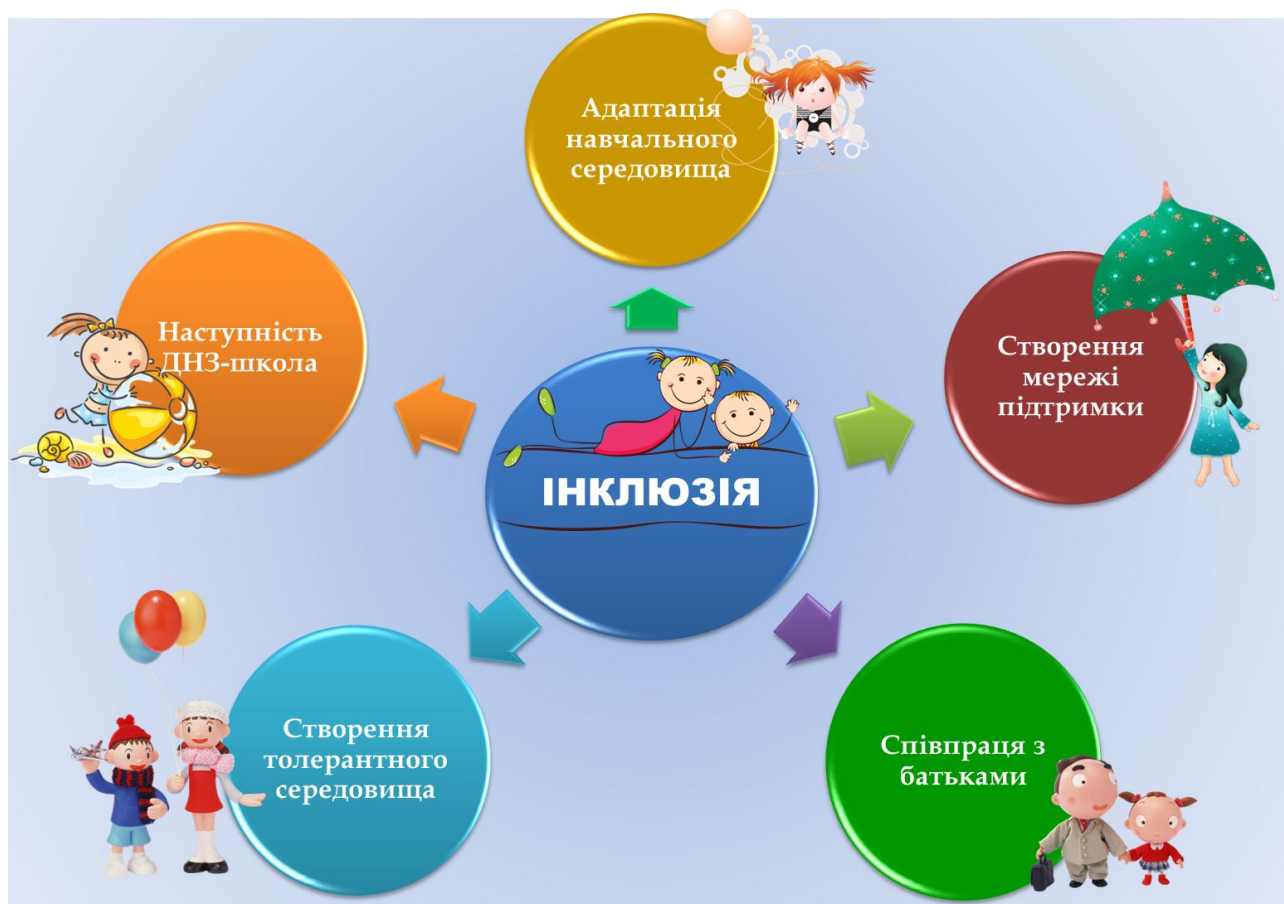 Адаптація
навчального
середовища
Наступність
ДНЗ-школа
Створення
мережі
підтримки
ІНКЛЮЗІЯ
Створення
толерантного
середовища
Співпраця з
батьками